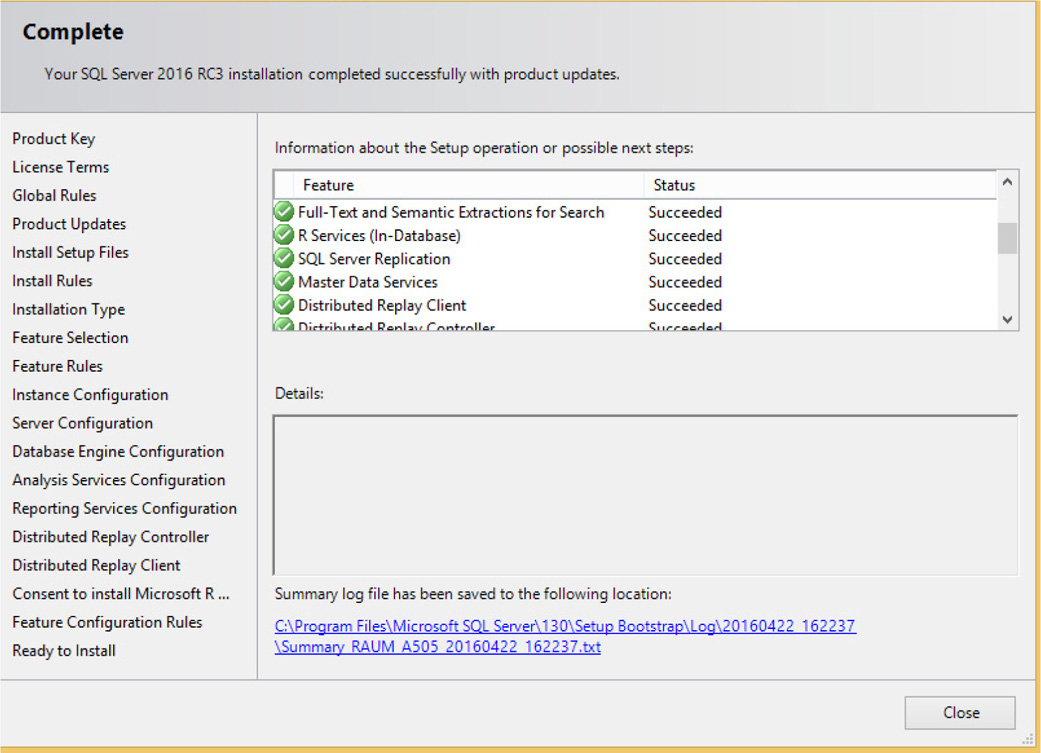 Complete
Your SQL Server 2016 RC3 installation completed successfully with product updates.
Product Key
License Terms
Global Rules
Product Updates
Install Setup Files
Install Rules
Installation Type
Feature Selection
Feature Rules
Instance Configuration
Server Configuration
Database Engine Configuration
Analysis Services Configuration
Reporting Services Configuration
Distributed Replay Controller
Distributed Replay Client
Consent to install Microsoft R ...
Feature Configuration Rules
Ready to Install
Information about the Setup operation or possible next steps:
Feature Status
Full-Text and Semantic Extractions for Search Succeeded
R Services (In-Database) Succeeded
SQL Server Replication Succeeded
Master Data Services Succeeded
Distributed Replay Client Succeeded
Distributed Replay Controller Succeeded
Details:
Summary log file has been saved to the following location:
C:\Program Files\Microsoft SQL Server\130\Setup Bootstrap\Log\20160422_162237
\Summary_RAUM_A505_20160422_162237.txt
Close